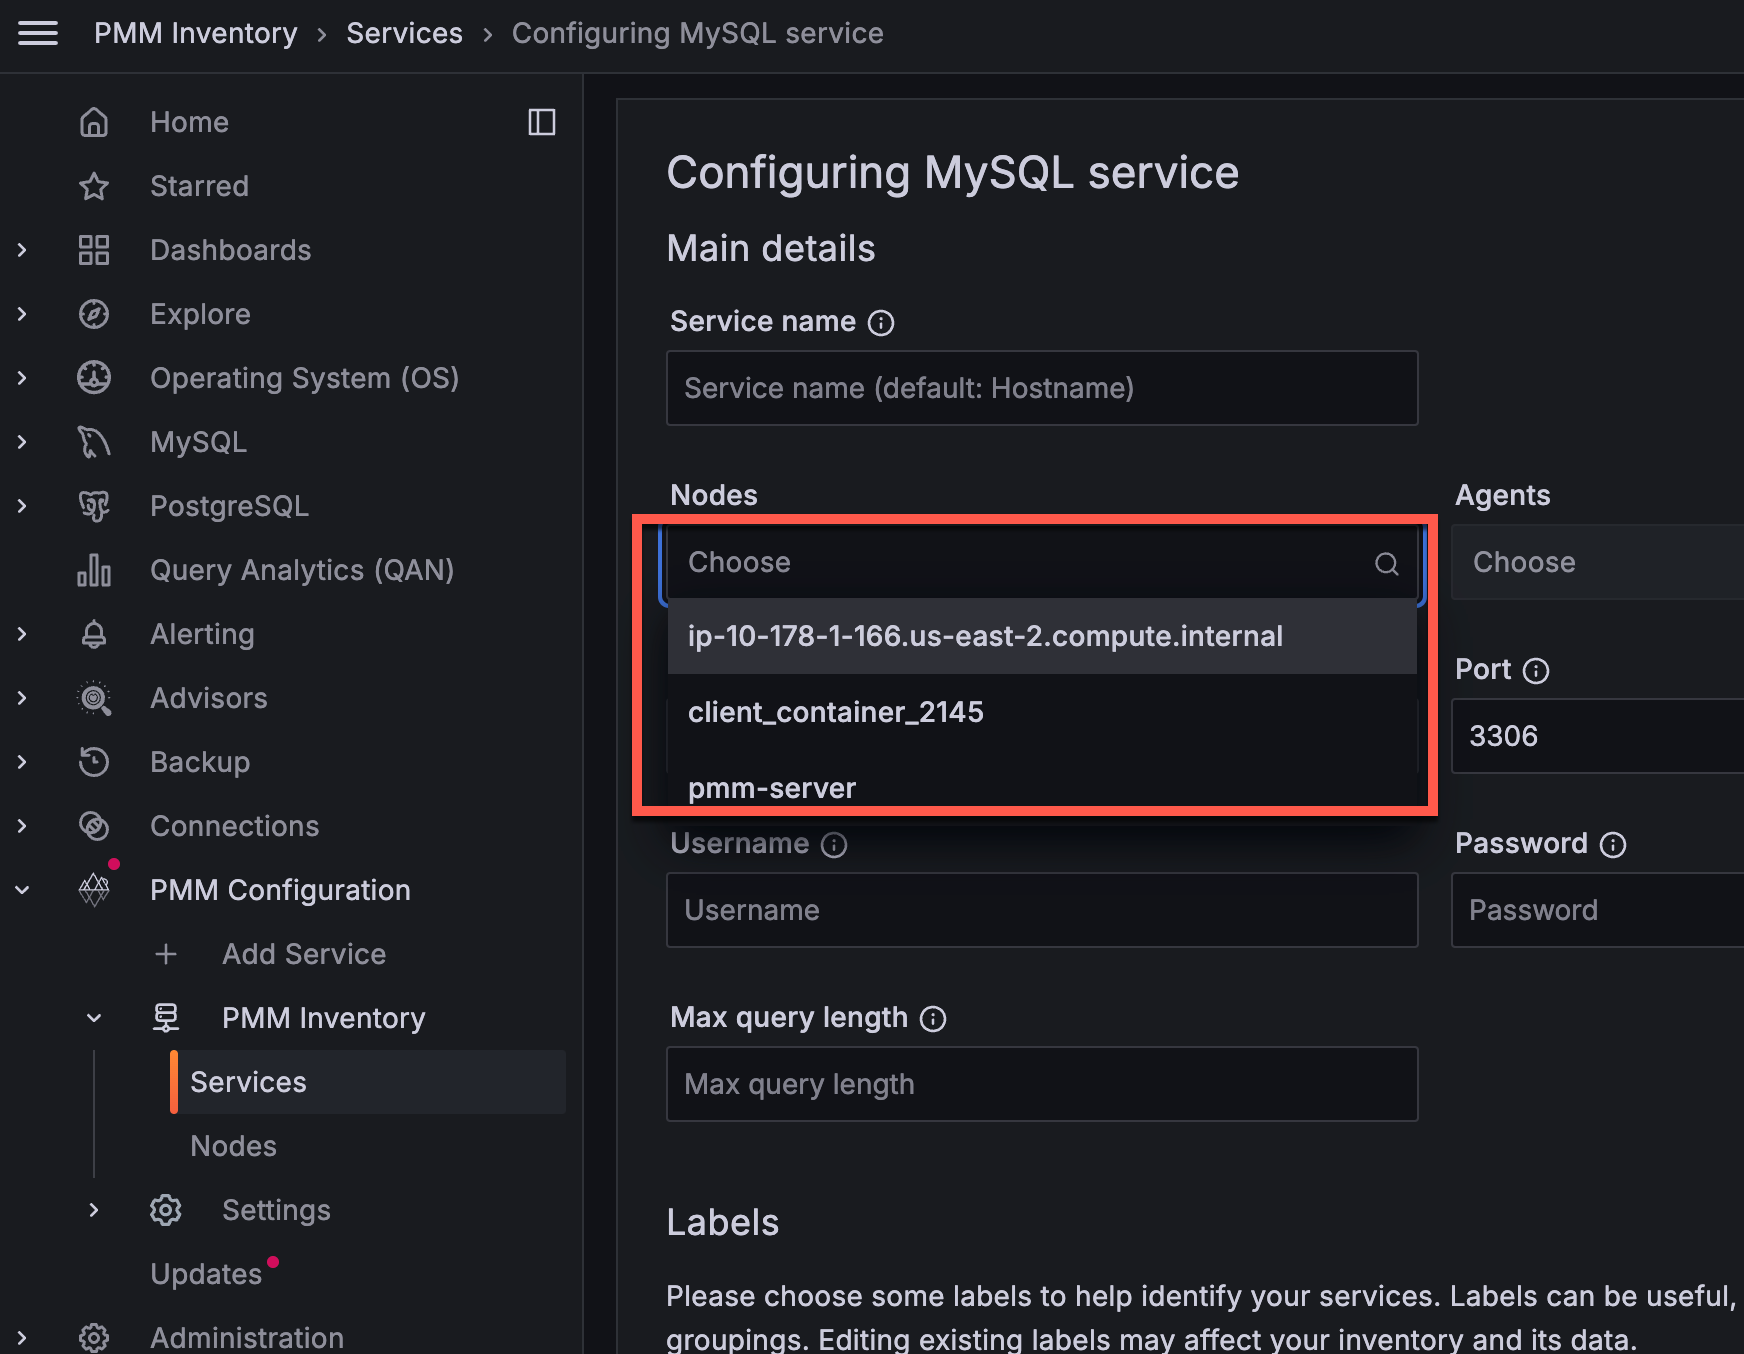 PMM Inventory › Services › Configuring MySQL service
Home
Starred
Dashboards
Explore
Operating System (OS)
MySQL
PostgreSQL
Query Analytics (QAN)
Alerting
Advisors
Backup
Connections
PMM Configuration
Add Service
PMM Inventory
Services
Nodes
Settings
Updates
Administration
Configuring MySQL service
Main details
Service name
Service name (default: Hostname)
Nodes
Choose
ip-10-178-1-166.us-east-2.compute.internal
client_container_2145
pmm-server
Agents
Choose
Port
3306
Username
Username
Password
Password
Max query length
Max query length
Labels
Please choose some labels to help identify your services. Labels can be useful,
groupings. Editing existing labels may affect your inventory and its data.